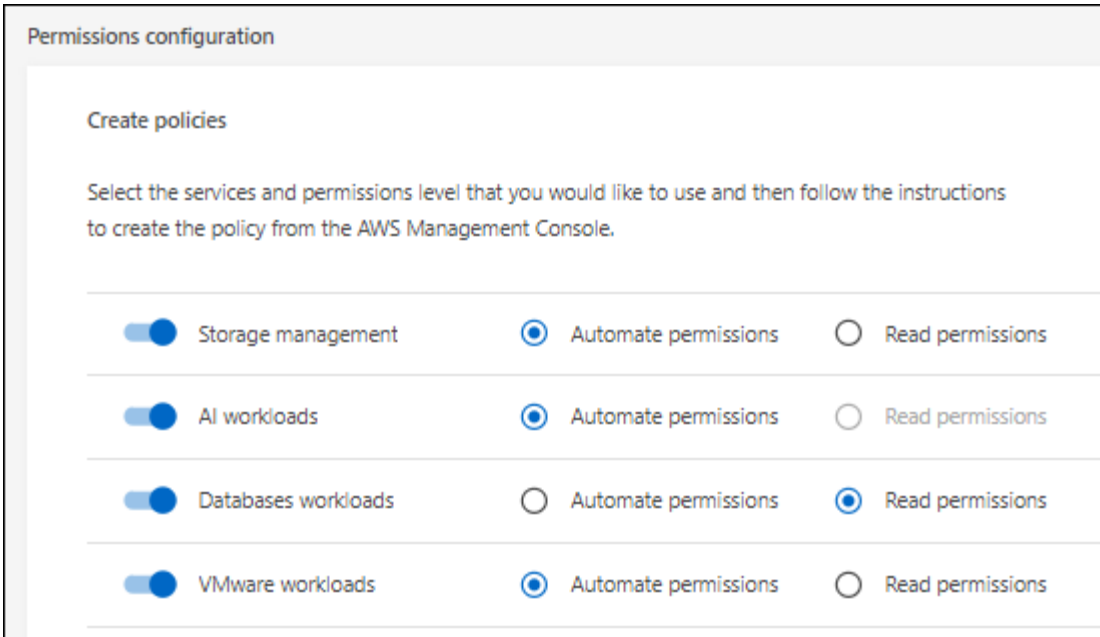 Permissions configuration
Create policies
Select the services and permissions level that you would like to use and then follow the instructions
to create the policy from the AWS Management Console.
Storage management Automate permissions Read permissions
AI workloads Automate permissions Read permissions
Databases workloads Automate permissions Read permissions
VMware workloads Automate permissions Read permissions